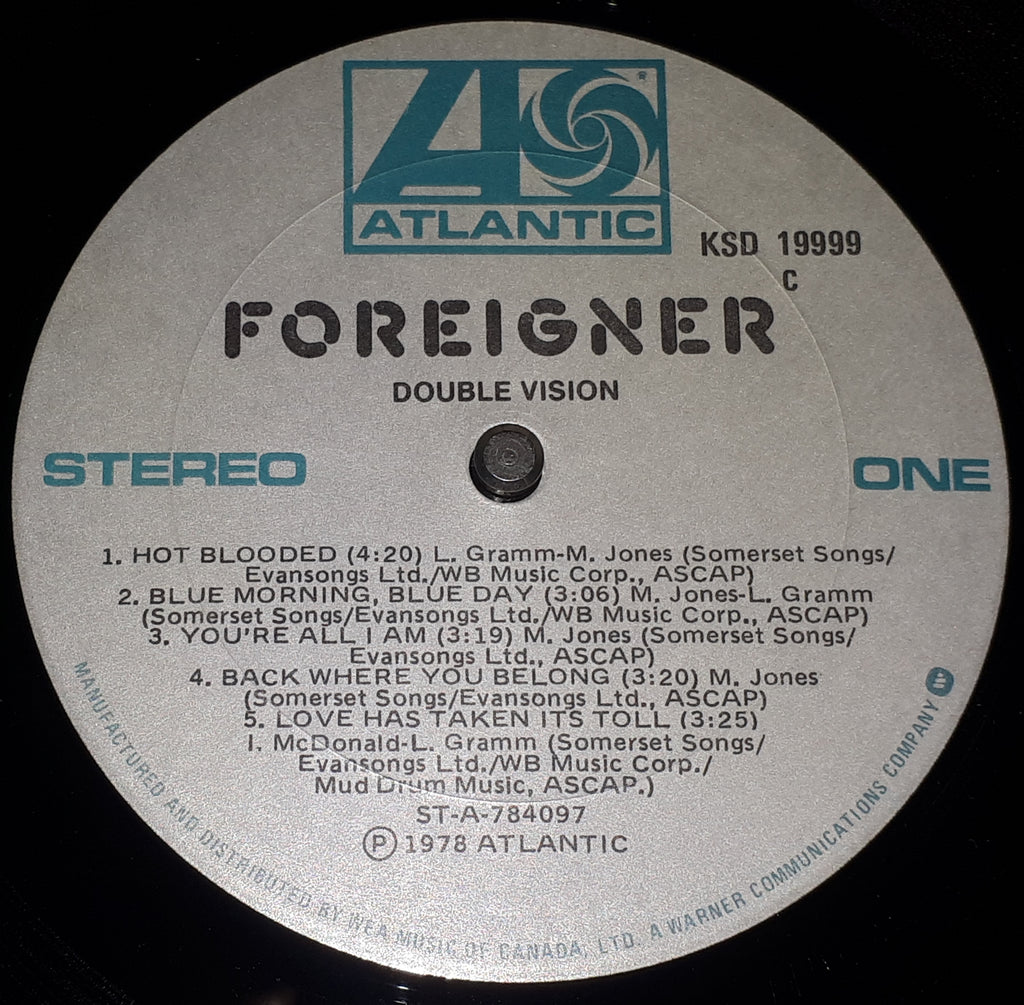 ATLANTIC
KSD 19999
C
FOREIGNER
DOUBLE VISION
STEREO
ONE
1. HOT BLOODED (4:20) L. Gramm-M. Jones (Somerset Songs/
Evansongs Ltd./WB Music Corp., ASCAP)
2. BLUE MORNING, BLUE DAY (3:06) M. Jones-L. Gramm
(Somerset Songs/Evansongs Ltd./WB Music Corp., ASCAP)
3. YOU'RE ALL I AM (3:19) M. Jones (Somerset Songs/
Evansongs Ltd., ASCAP)
4. BACK WHERE YOU BELONG (3:20) M. Jones
(Somerset Songs/Evansongs Ltd., ASCAP)
5. LOVE HAS TAKEN ITS TOLL (3:25)
I. McDonald-L. Gramm (Somerset Songs/
Evansongs Ltd./WB Music Corp./
Mud Drum Music, ASCAP.)
ST-A-784097
Ⓟ 1978 ATLANTIC
MANUFACTURED AND DISTRIBUTED BY WEA MUSIC OF CANADA, LTD. A WARNER COMMUNICATIONS COMPANY